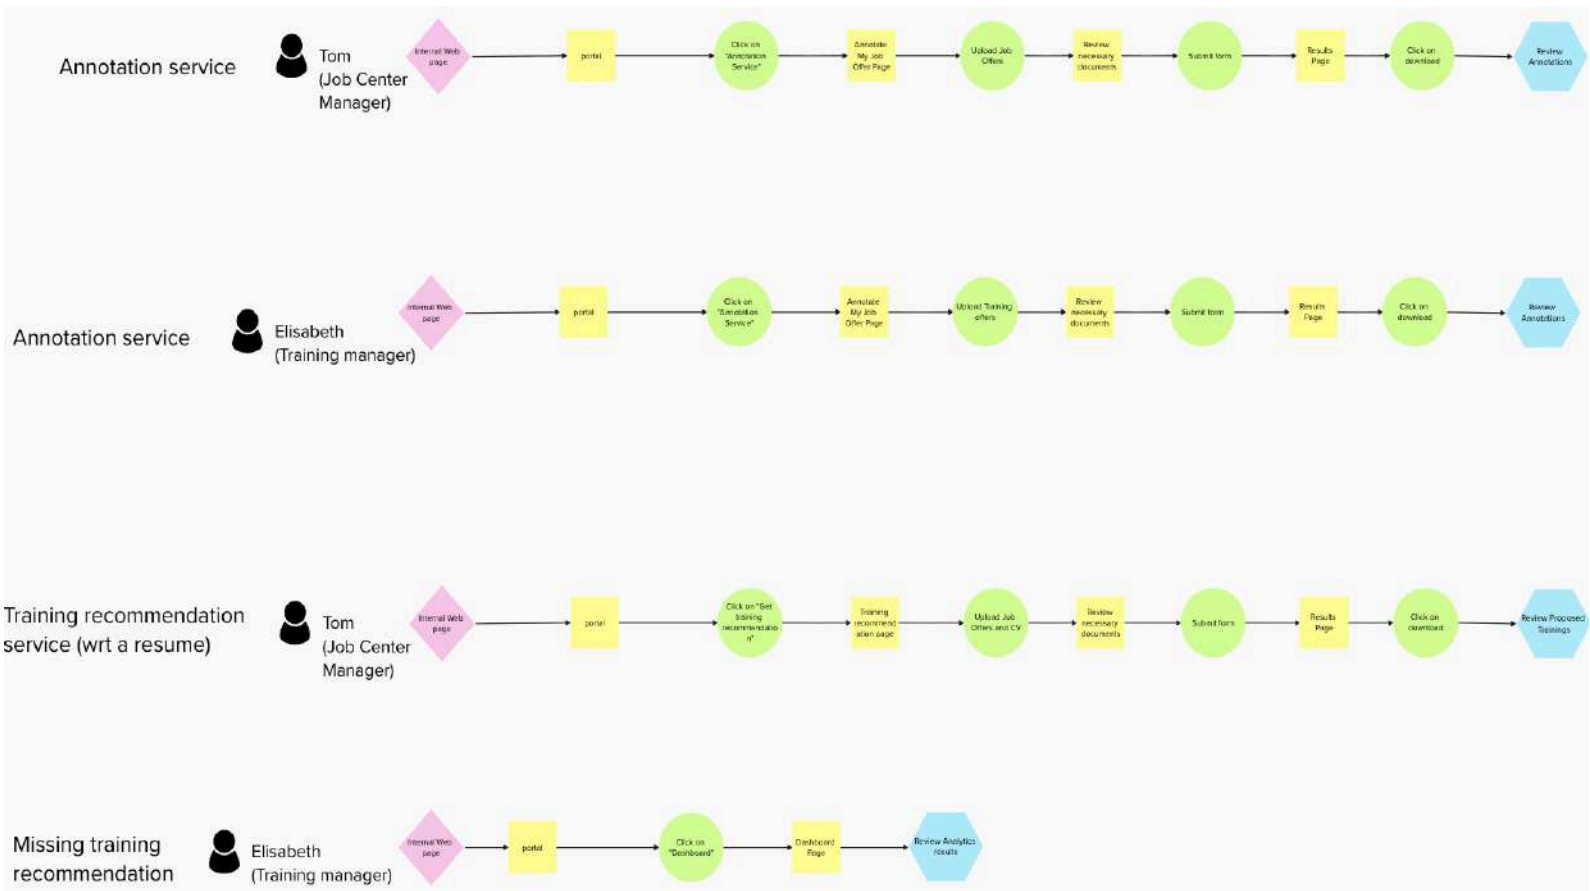 Annotation service
Tom
(Job Center
Manager)
Internal Web
page
portal
Click on
"Annotation
Service"
Annotate
My Job
Offer Page
Upload Job
Offers
Review
necessary
documents
Submit form
Results
Page
Click on
download
Review
Annotations
Annotation service
Elisabeth
(Training manager)
Internal Web
page
portal
Click on
"Annotation
Service"
Annotate
My Job
Offer Page
Upload Training
offers
Review
necessary
documents
Submit form
Results
Page
Click on
download
Review
Annotations
Training recommendation
service (wrt a resume)
Tom
(Job Center
Manager)
Internal Web
page
portal
Click on "Get
training
recommendatio
n"
Training
recommend
ation page
Upload Job
Offers and CV
Review
necessary
documents
Submit form
Results
Page
Click on
download
Review Proposed
Trainings
Missing training
recommendation
Elisabeth
(Training manager)
Internal Web
page
portal
Click on
"Dashboard"
Dashboard
Page
Review Analytics
results